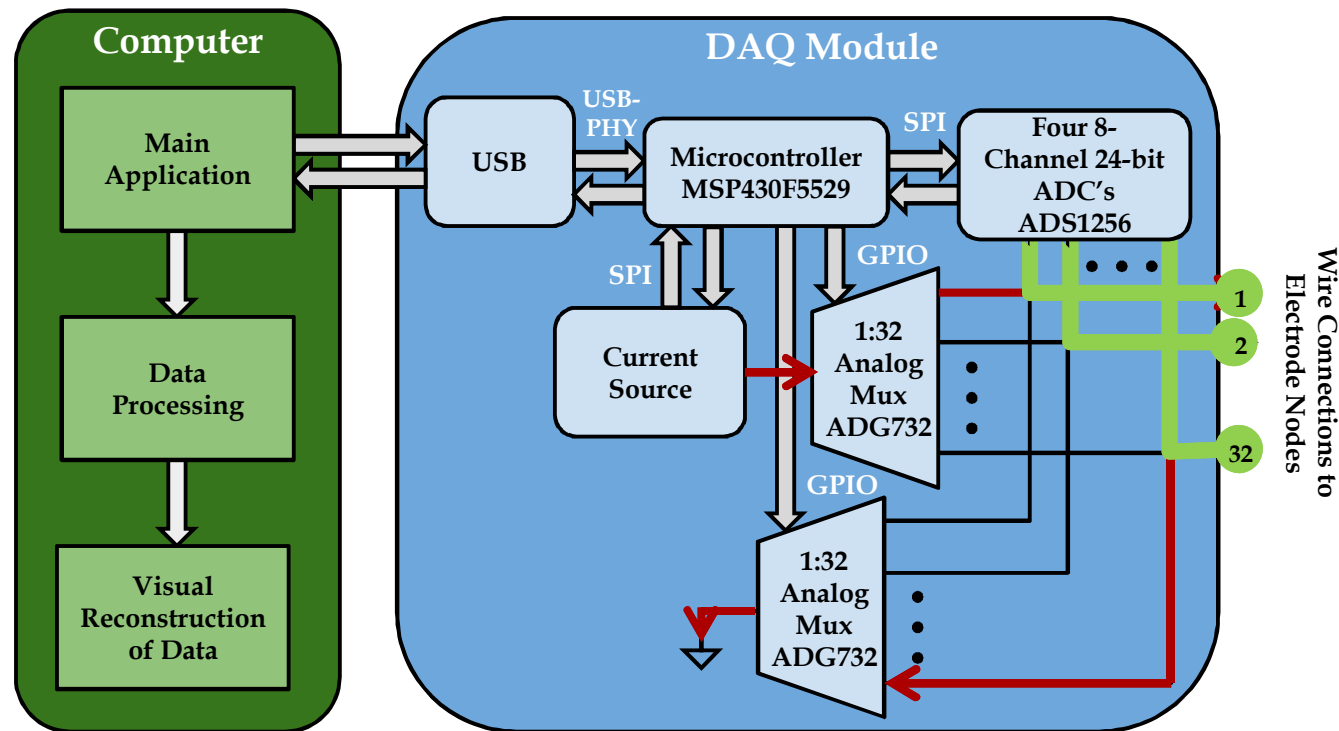 Computer
Main
Application
Data
Processing
Visual
Reconstruction
of Data
DAQ Module
USB
USB-
PHY
Microcontroller
MSP430F5529
SPI
Four 8-
Channel 24-bit
ADC's
ADS1256
SPI
GPIO
Current
Source
1:32
Analog
Mux
ADG732
GPIO
1:32
Analog
Mux
ADG732
1
2
32
Wire Connections to
Electrode Nodes